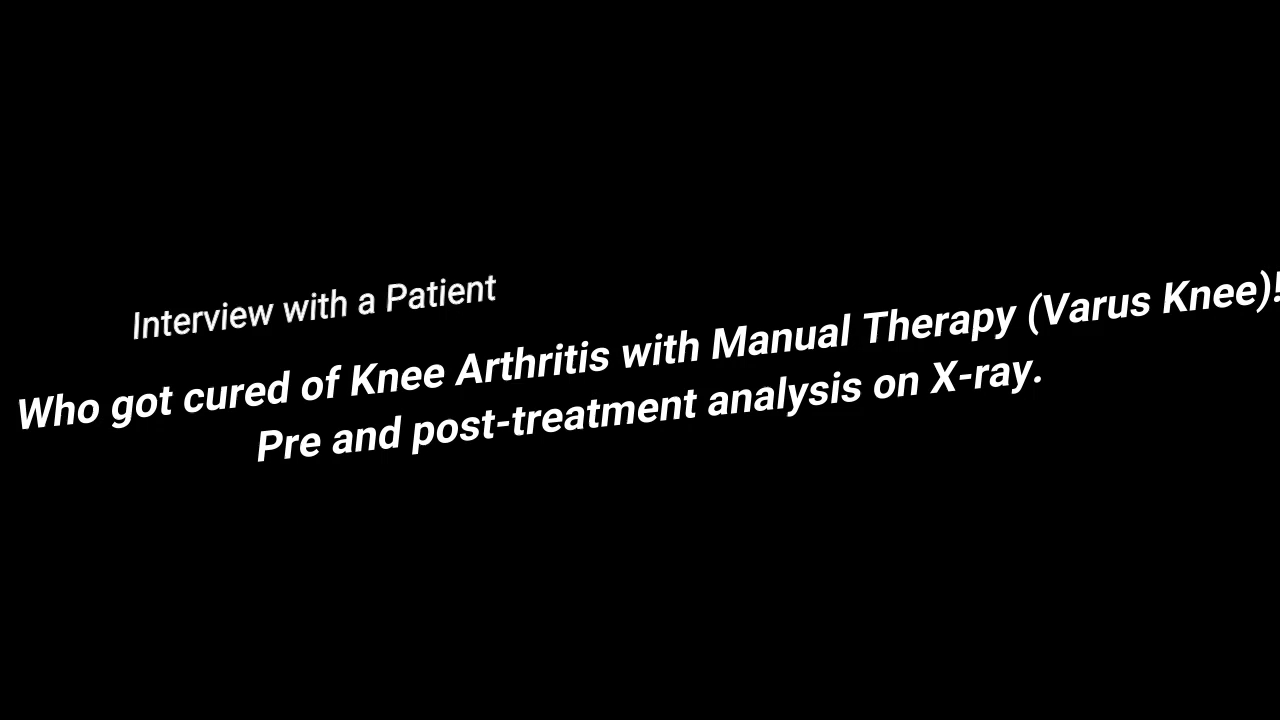 Interview with a Patient
Who got cured of Knee Arthritis with Manual Therapy (Varus Knee)!
Pre and post-treatment analysis on X-ray.